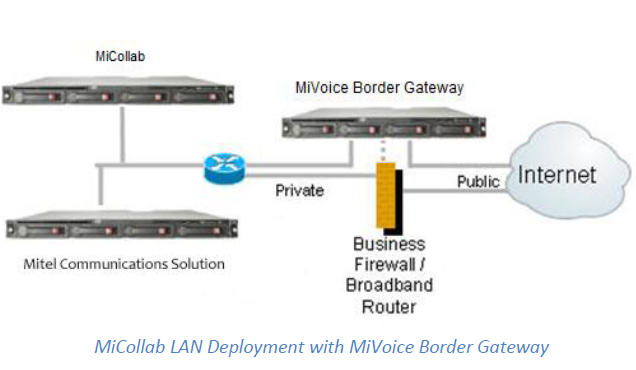 MiCollab
MiVoice Border Gateway
Internet
Private
Public
Mitel Communications Solution
Business
Firewall /
Broadband
Router
MiCollab LAN Deployment with MiVoice Border Gateway